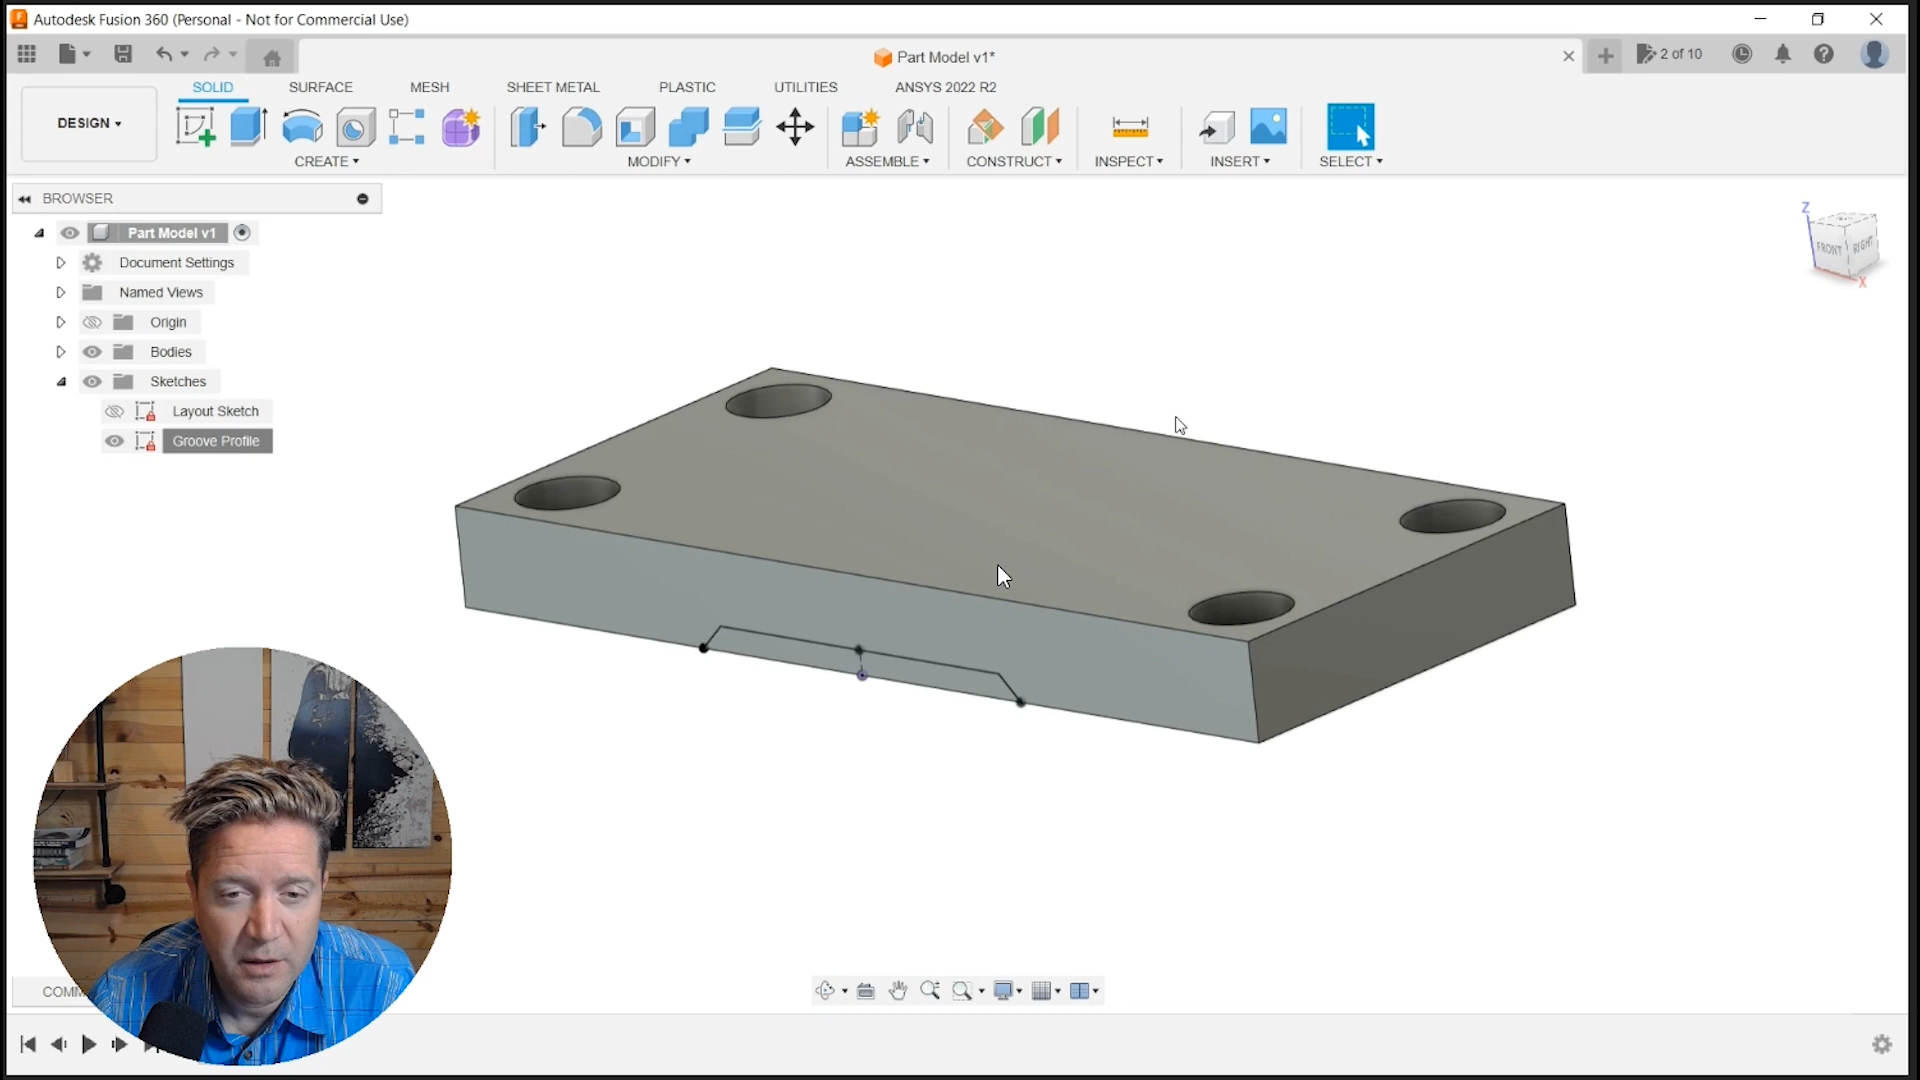 Autodesk Fusion 360 (Personal - Not for Commercial Use)
Part Model v1*
2 of 10
SOLID
SURFACE
MESH
SHEET METAL
PLASTIC
UTILITIES
ANSYS 2022 R2
DESIGN
CREATE
MODIFY
ASSEMBLE
CONSTRUCT
INSPECT
INSERT
SELECT
BROWSER
Part Model v1
Document Settings
Named Views
Origin
Bodies
Sketches
Layout Sketch
Groove Profile
Z
FRONT
RIGHT
X
COMM